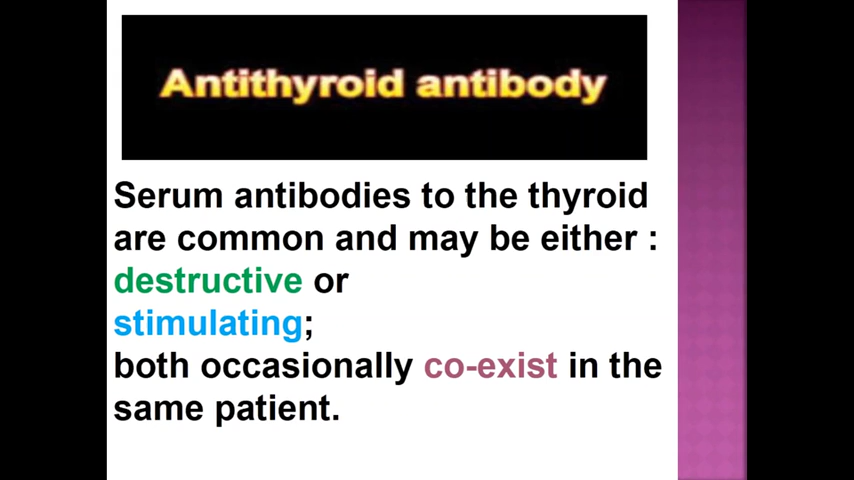 Antithyroid antibody
Serum antibodies to the thyroid
are common and may be either :
destructive or
stimulating;
both occasionally co-exist in the
same patient.